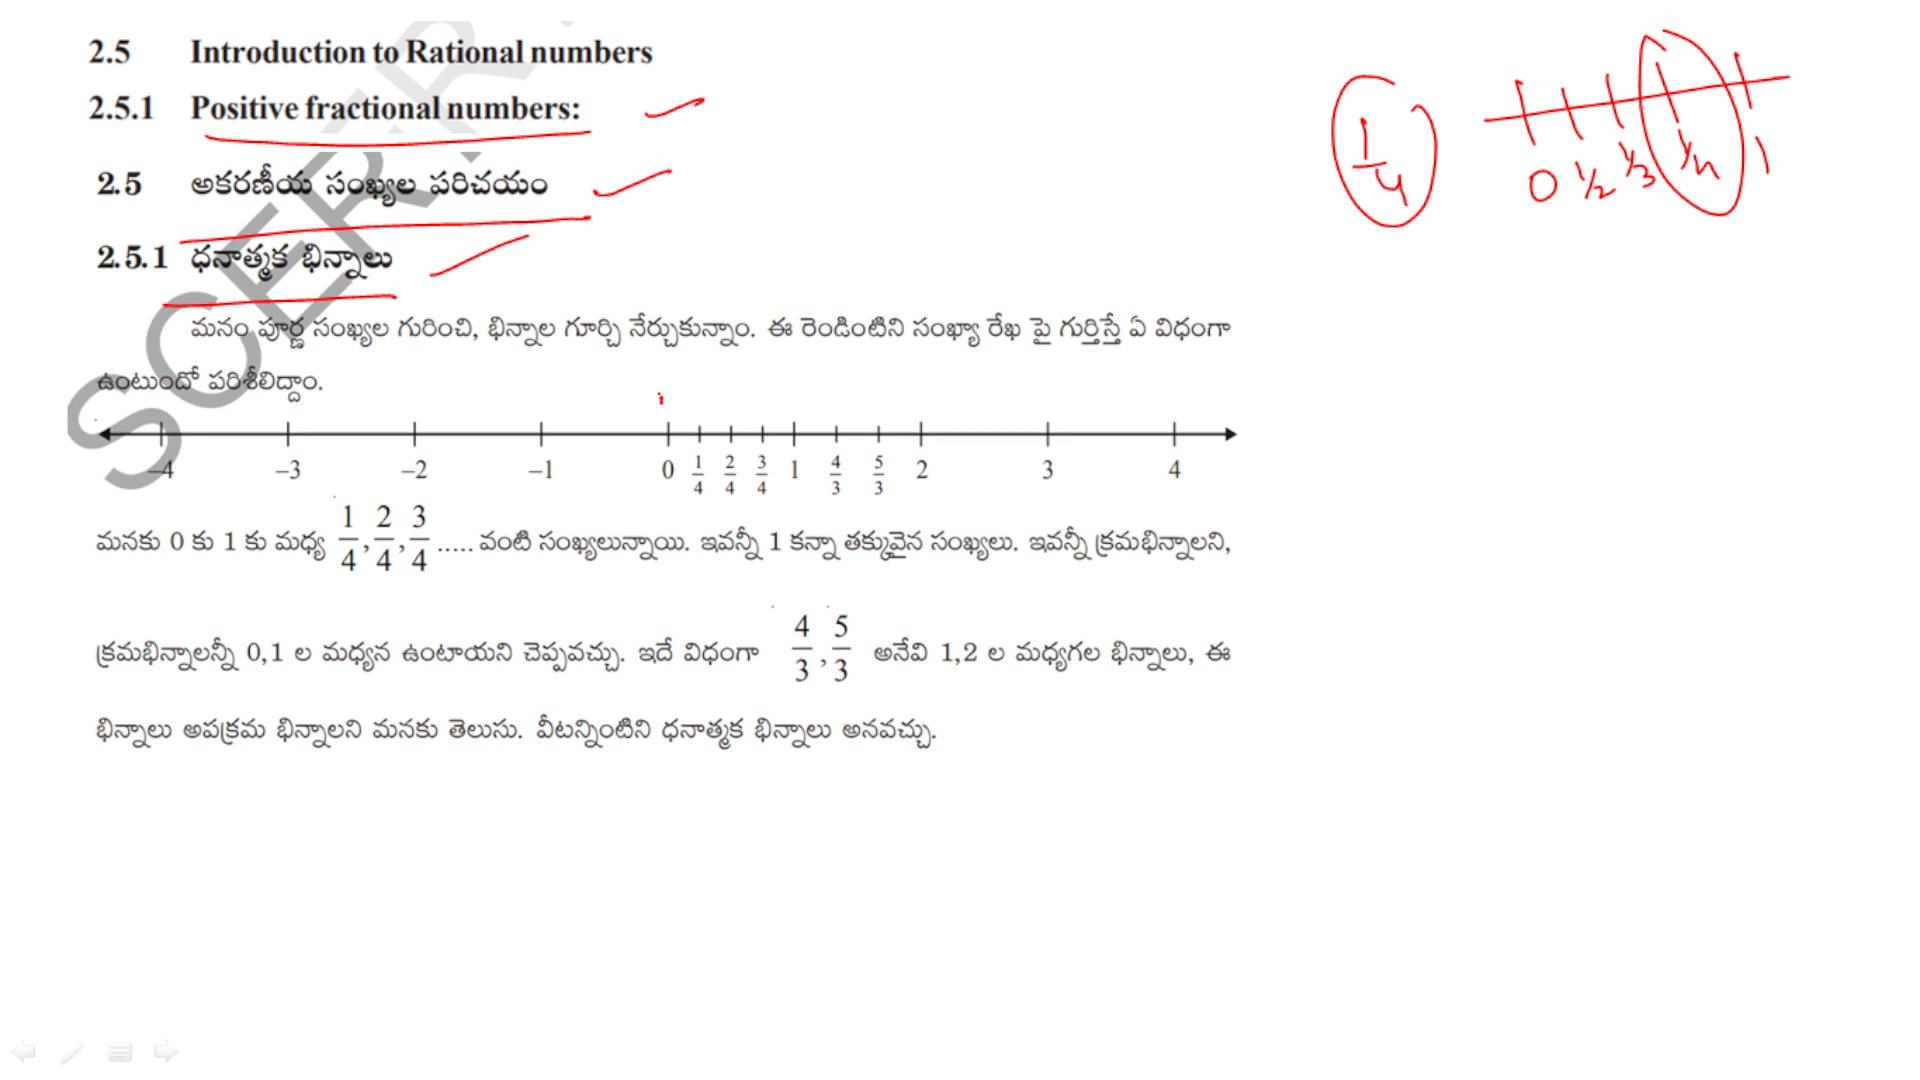 2.5 Introduction to Rational numbers
2.5.1 Positive fractional numbers:
2.5 అకరణీయ సంఖ్యల పరిచయం
2.5.1 ధనాత్మక భిన్నాలు
మనం పూర్ణ సంఖ్యల గురించి, భిన్నాల గూర్చి నేర్చుకున్నాం. ఈ రెండింటిని సంఖ్యా రేఖ పై గుర్తిస్తే ఏ విధంగా
ఉంటుందో పరిశీలిద్దాం.
–4 –3 –2 –1 0 1/4 2/4 3/4 1 4/3 5/3 2 3 4
మనకు 0 కు 1 కు మధ్య 1/4, 2/4, 3/4 ..... వంటి సంఖ్యలున్నాయి. ఇవన్నీ 1 కన్నా తక్కువైన సంఖ్యలు. ఇవన్నీ క్రమభిన్నాలని,
క్రమభిన్నాలన్నీ 0,1 ల మధ్యన ఉంటాయని చెప్పవచ్చు. ఇదే విధంగా 4/3, 5/3 అనేవి 1,2 ల మధ్యగల భిన్నాలు, ఈ
భిన్నాలు అపక్రమ భిన్నాలని మనకు తెలుసు. వీటన్నింటిని ధనాత్మక భిన్నాలు అనవచ్చు.
1/4
0 1/2 1/3 1/4 1
SCERT